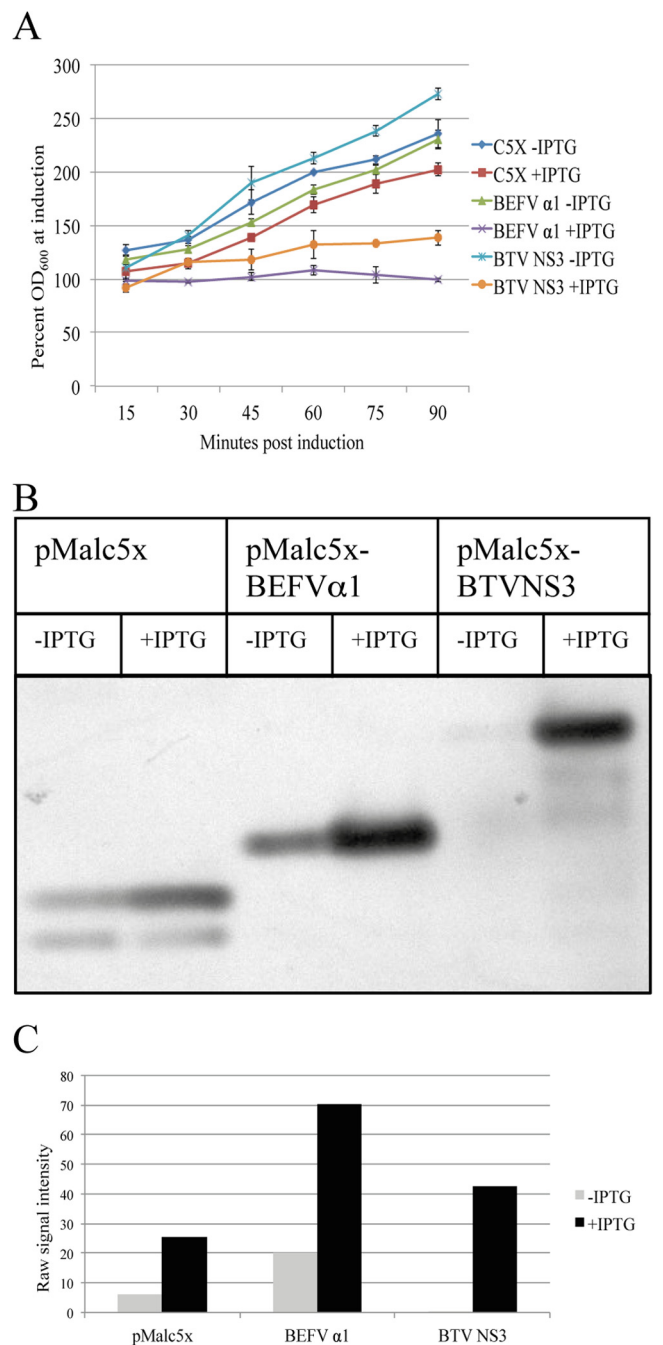 A
300
250
200
150
100
50
0
Percent OD600 at induction
15 30 45 60 75 90
Minutes post induction
C5X -IPTG
C5X +IPTG
BEFV α1 -IPTG
BEFV α1 +IPTG
BTV NS3 -IPTG
BTV NS3 +IPTG
B
pMalc5x
pMalc5x-
BEFVα1
pMalc5x-
BTVNS3
-IPTG +IPTG -IPTG +IPTG -IPTG +IPTG
C
80
70
60
50
40
30
20
10
0
Raw signal intensity
pMalc5x BEFV α1 BTV NS3
-IPTG
+IPTG